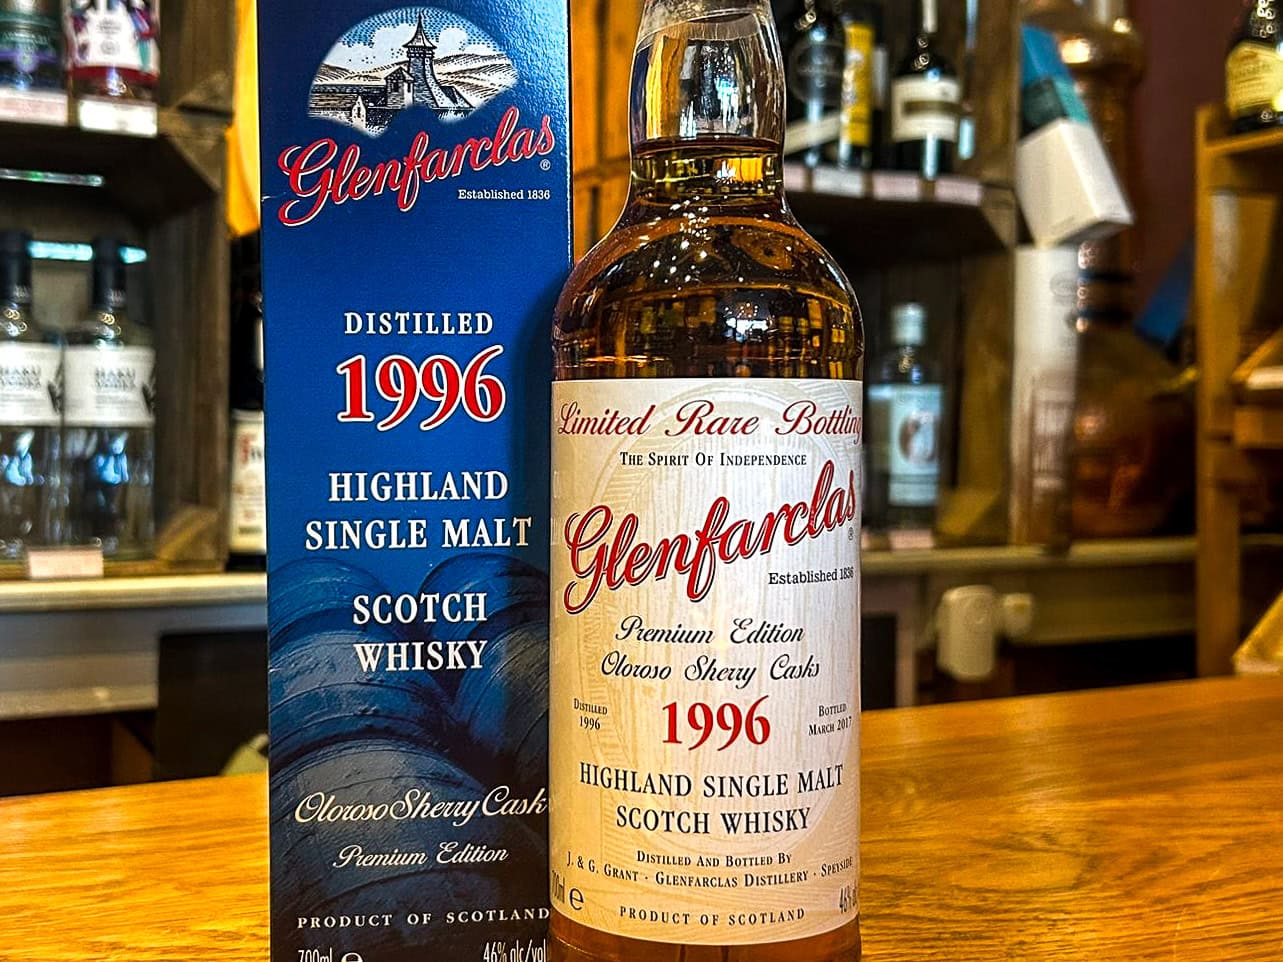 Glenfarclas
®
Established 1836
DISTILLED
1996
HIGHLAND
SINGLE MALT
SCOTCH
WHISKY
Oloroso Sherry Cask
Premium Edition
PRODUCT OF SCOTLAND
700ml e 46% alc/vol
Limited Rare Bottling
The Spirit Of Independence
Glenfarclas
®
Established 1836
Premium Edition
Oloroso Sherry Casks
Distilled
1996
1996
Bottled
March 2017
HIGHLAND SINGLE MALT
SCOTCH WHISKY
Distilled And Bottled By
J. & G. Grant · Glenfarclas Distillery · Speyside
e
PRODUCT OF SCOTLAND
46%
HAKU